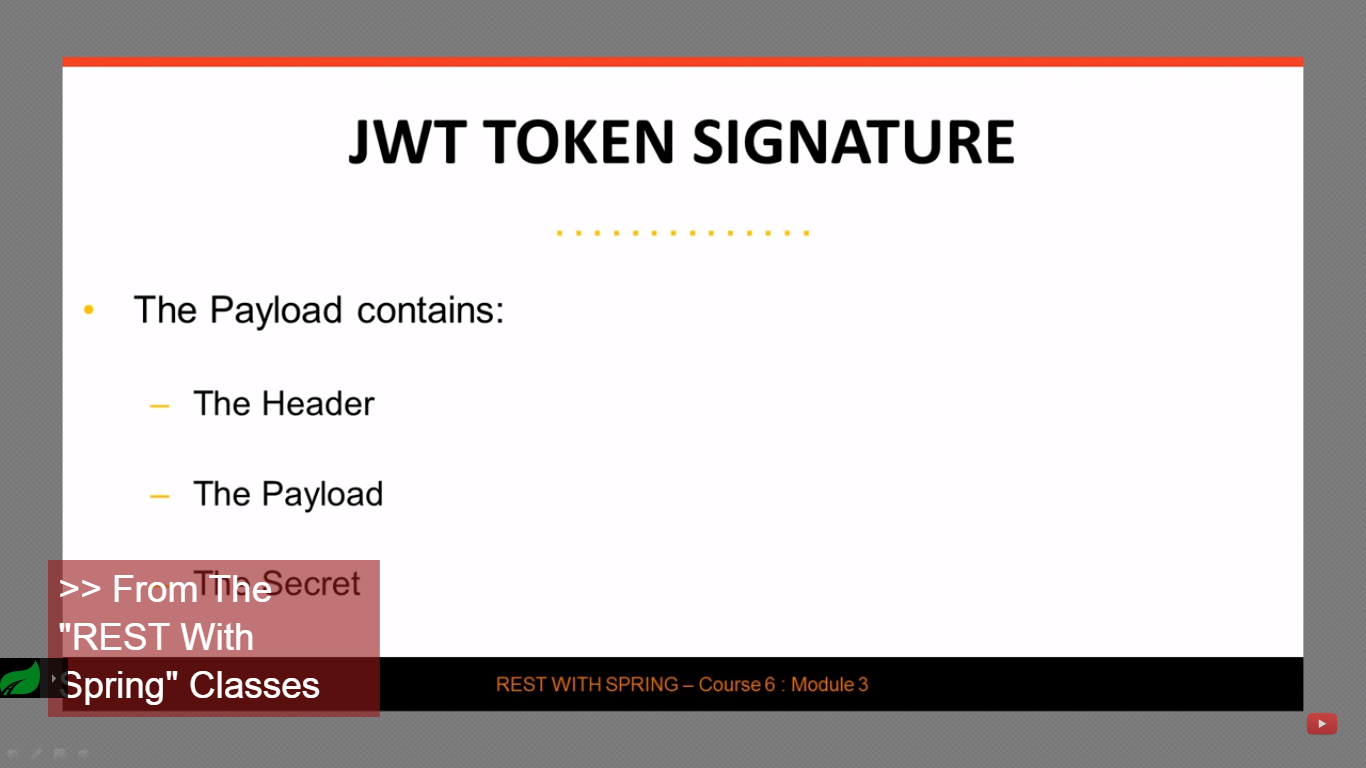 JWT TOKEN SIGNATURE
• The Payload contains:
– The Header
– The Payload
The Secret
>> From The
"REST With
Spring" Classes
REST WITH SPRING – Course 6 : Module 3